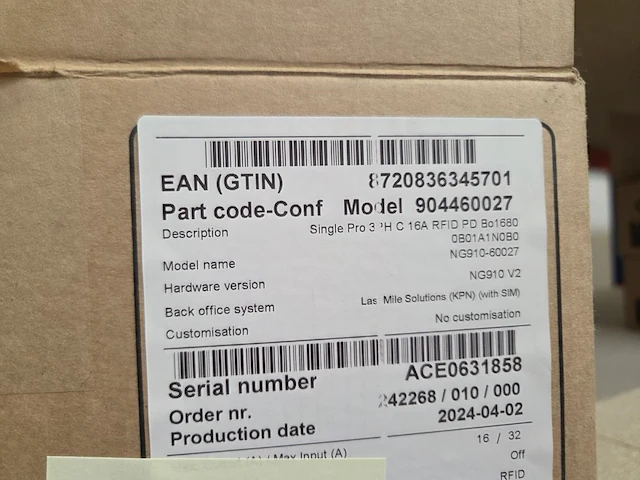 EAN (GTIN) 8720836345701
Part code-Conf Model 904460027
Description Single Pro 3 PH C 16A RFID PD Bo1680
0B01A1N0B0
Model name NG910-60027
Hardware version NG910 V2
Back office system Las Mile Solutions (KPN) (with SIM)
Customisation No customisation
Serial number ACE0631858
Order nr. 242268 / 010 / 000
Production date 2024-04-02
Max Input (A) 16 / 32
Off
RFID